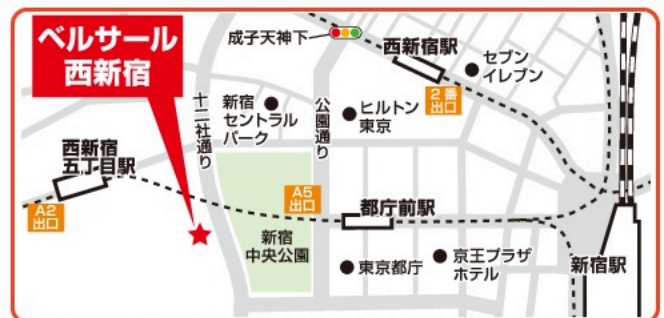 ベルサール
西新宿
成子天神下
西新宿駅
セブン
イレブン
2番
出口
十二社通り
新宿
セントラル
パーク
公園通り
ヒルトン
東京
西新宿
五丁目駅
A2
出口
A5
出口
都庁前駅
新宿
中央公園
東京都庁
京王プラザ
ホテル
新宿駅